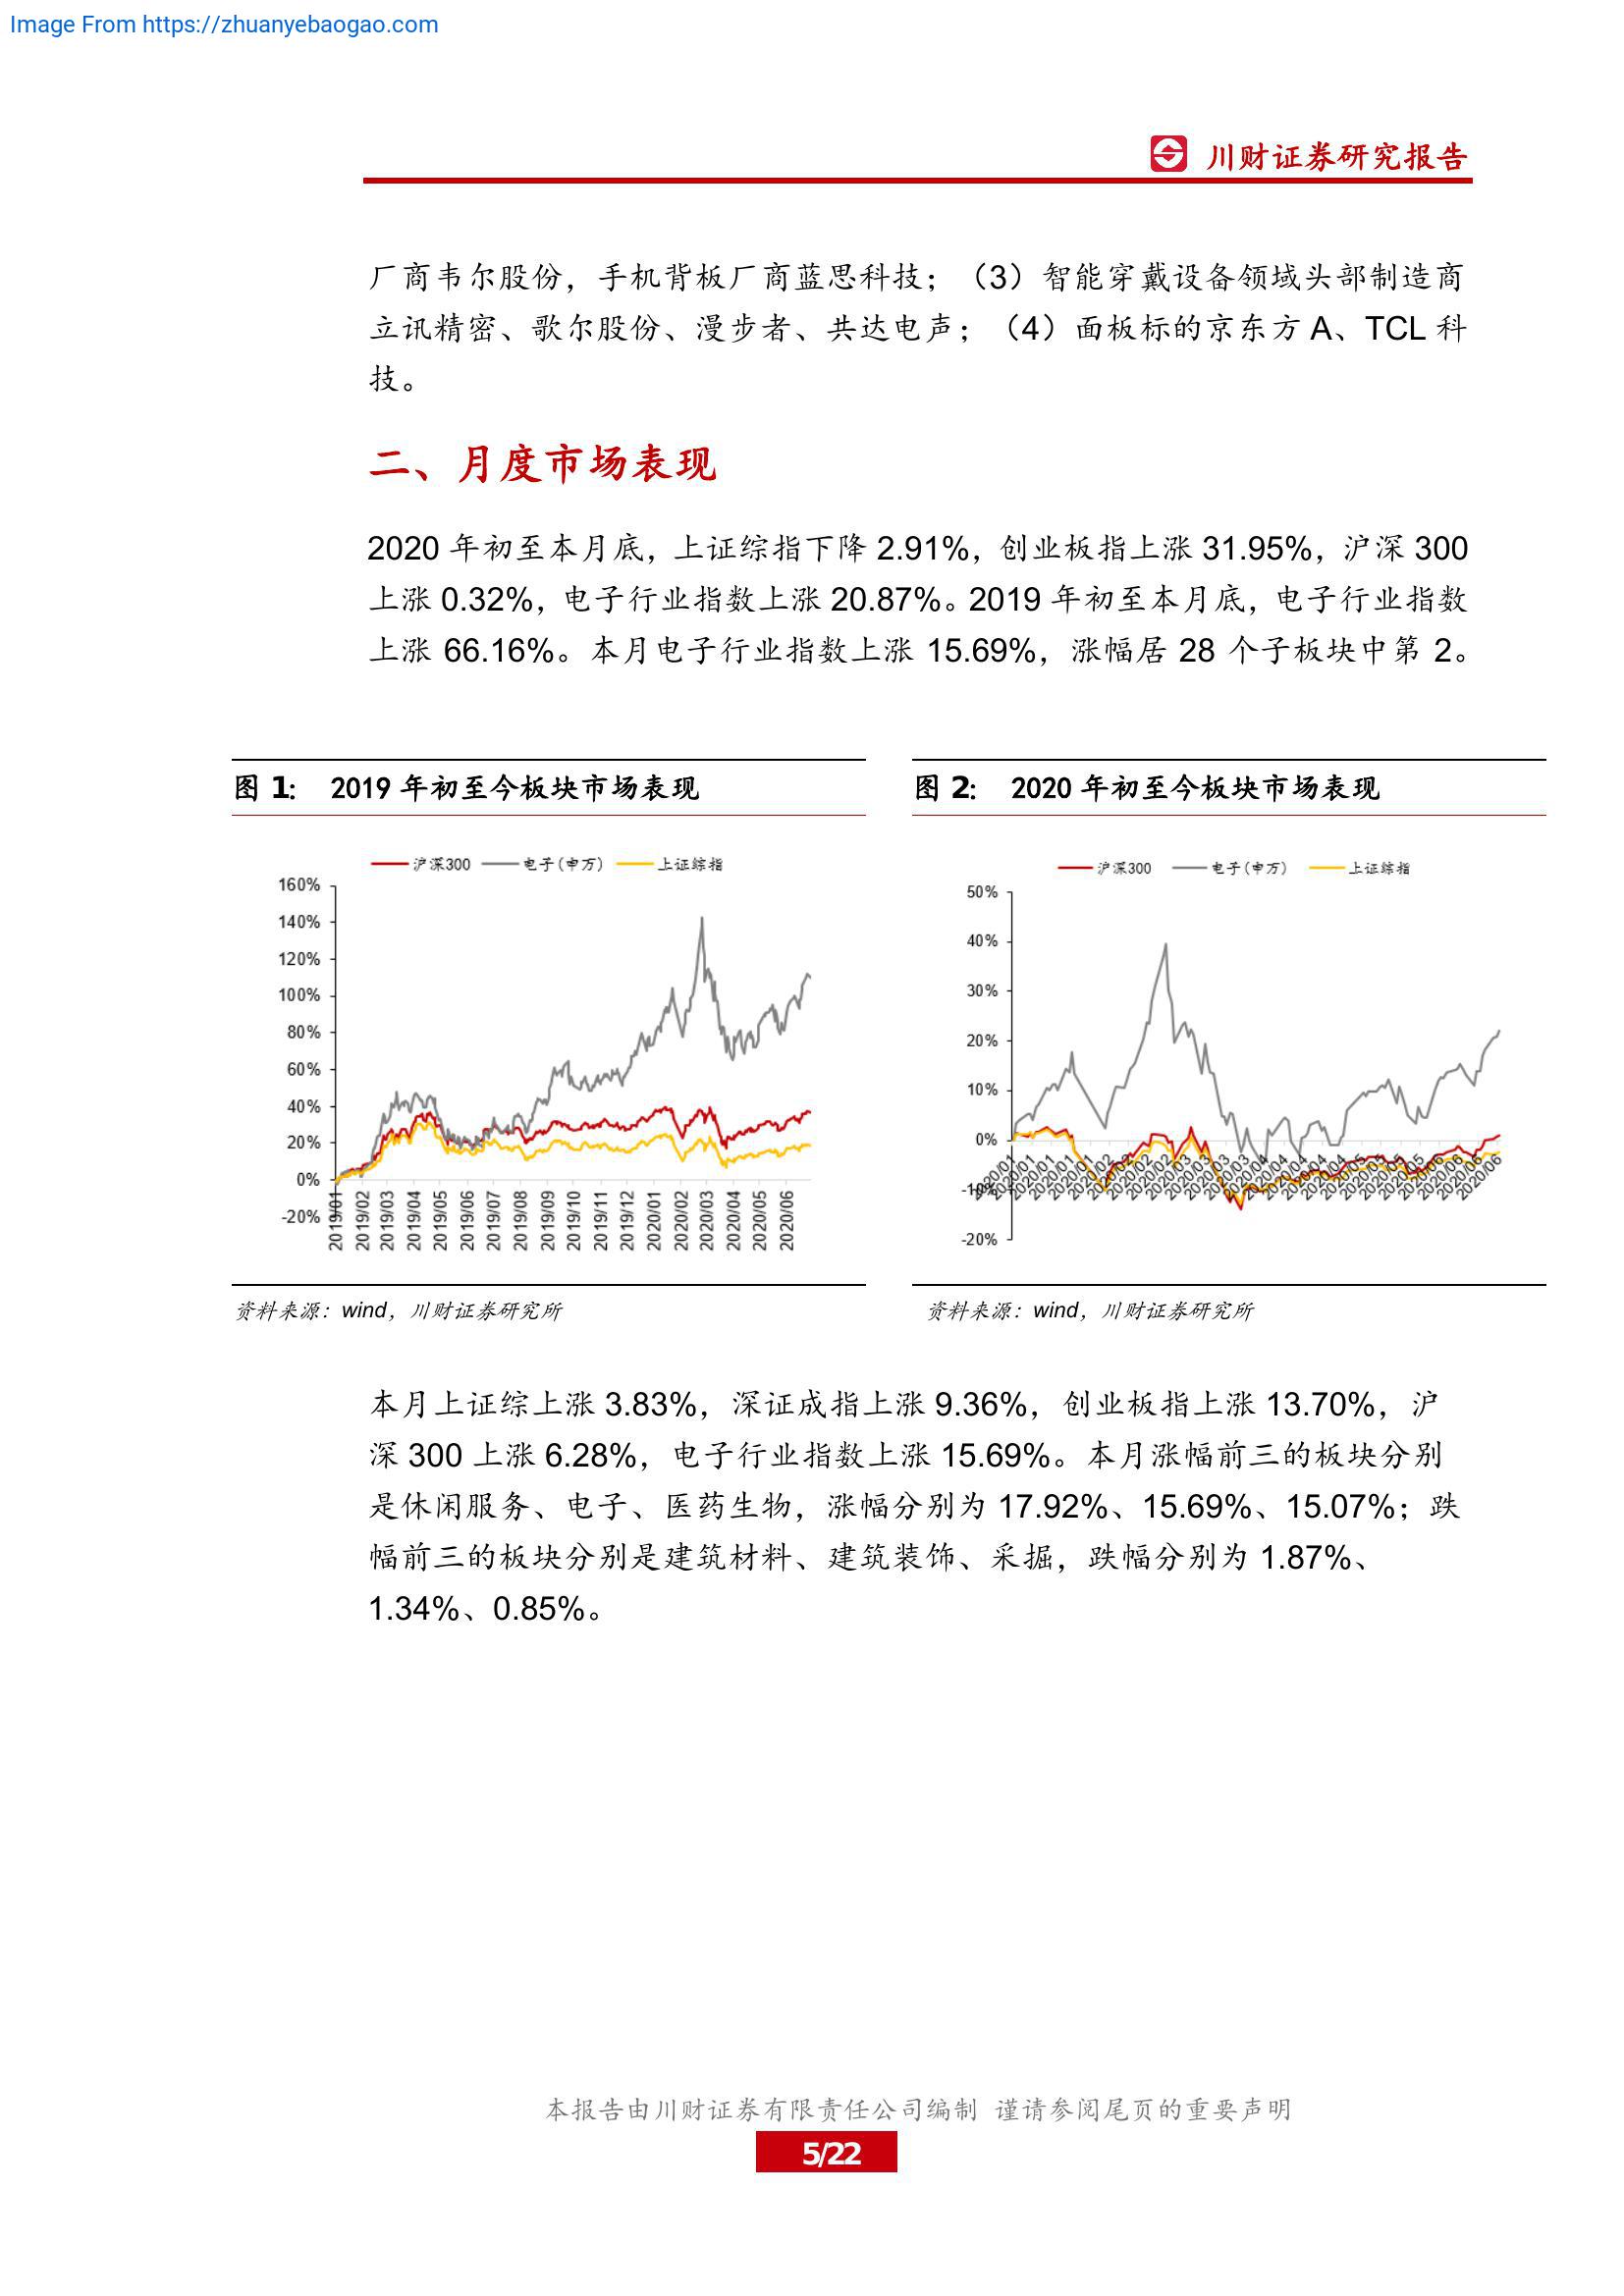 Image From https://zhuanyebaogao.com
川财证券研究报告
厂商韦尔股份，手机背板厂商蓝思科技；（3）智能穿戴设备领域头部制造商
立讯精密、歌尔股份、漫步者、共达电声；（4）面板标的京东方 A、TCL 科
技。
二、月度市场表现
2020 年初至本月底，上证综指下降 2.91%，创业板指上涨 31.95%，沪深 300
上涨 0.32%，电子行业指数上涨 20.87%。2019 年初至本月底，电子行业指数
上涨 66.16%。本月电子行业指数上涨 15.69%，涨幅居 28 个子板块中第 2。
图 1： 2019 年初至今板块市场表现
沪深300 电子(申万) 上证综指
160%
140%
120%
100%
80%
60%
40%
20%
0%
-20%
2019/01 2019/02 2019/03 2019/04 2019/05 2019/06 2019/07 2019/08 2019/09 2019/10 2019/11 2019/12 2020/01 2020/02 2020/03 2020/04 2020/05 2020/06
资料来源：wind，川财证券研究所
图 2： 2020 年初至今板块市场表现
沪深300 电子(申万) 上证综指
50%
40%
30%
20%
10%
0%
-10%
-20%
2020/01 2020/01 2020/01 2020/01 2020/01 2020/02 2020/02 2020/02 2020/02 2020/03 2020/03 2020/03 2020/03 2020/04 2020/04 2020/04 2020/04 2020/04 2020/05 2020/05 2020/05 2020/05 2020/06 2020/06 2020/06 2020/06
资料来源：wind，川财证券研究所
本月上证综上涨 3.83%，深证成指上涨 9.36%，创业板指上涨 13.70%，沪
深 300 上涨 6.28%，电子行业指数上涨 15.69%。本月涨幅前三的板块分别
是休闲服务、电子、医药生物，涨幅分别为 17.92%、15.69%、15.07%；跌
幅前三的板块分别是建筑材料、建筑装饰、采掘，跌幅分别为 1.87%、
1.34%、0.85%。
本报告由川财证券有限责任公司编制 谨请参阅尾页的重要声明
5/22